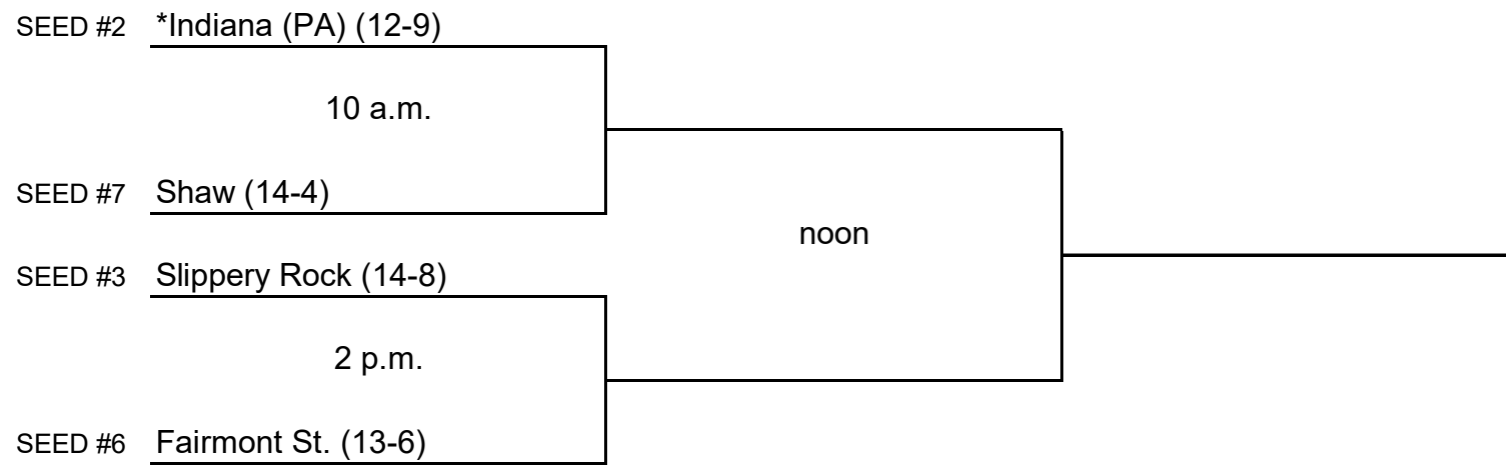 SEED #2 *Indiana (PA) (12-9)
10 a.m.
SEED #7 Shaw (14-4)
noon
SEED #3 Slippery Rock (14-8)
2 p.m.
SEED #6 Fairmont St. (13-6)